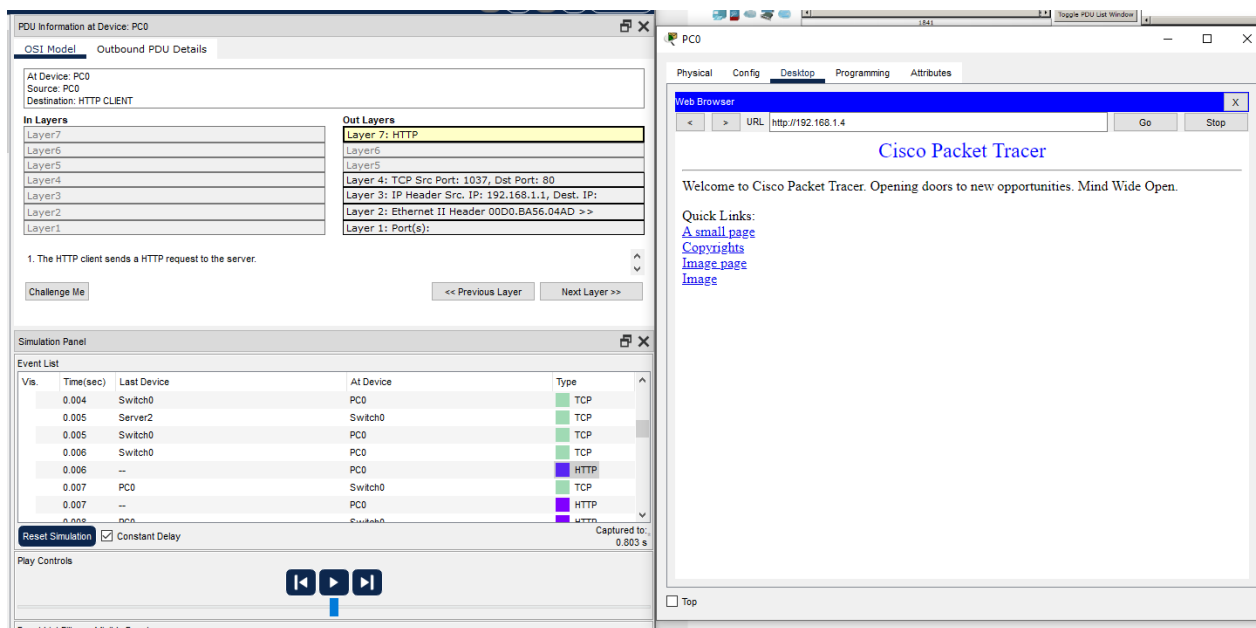 1841
Toggle PDU List Window
PDU Information at Device: PC0
OSI Model Outbound PDU Details
At Device: PC0
Source: PC0
Destination: HTTP CLIENT
In Layers Out Layers
Layer7 Layer 7: HTTP
Layer6 Layer6
Layer5 Layer5
Layer4 Layer 4: TCP Src Port: 1037, Dst Port: 80
Layer3 Layer 3: IP Header Src. IP: 192.168.1.1, Dest. IP:
Layer2 Layer 2: Ethernet II Header 00D0.BA56.04AD >>
Layer1 Layer 1: Port(s):
1. The HTTP client sends a HTTP request to the server.
Challenge Me << Previous Layer Next Layer >>
Simulation Panel
Event List
Vis. Time(sec) Last Device At Device Type
0.004 Switch0 PC0 TCP
0.005 Server2 Switch0 TCP
0.005 Switch0 PC0 TCP
0.006 Switch0 PC0 TCP
0.006 -- PC0 HTTP
0.007 PC0 Switch0 TCP
0.007 -- PC0 HTTP
0.008 PC0 Switch0 HTTP
Reset Simulation Constant Delay Captured to:
0.803 s
Play Controls
PC0
Physical Config Desktop Programming Attributes
Web Browser X
< > URL http://192.168.1.4 Go Stop
Cisco Packet Tracer
Welcome to Cisco Packet Tracer. Opening doors to new opportunities. Mind Wide Open.
Quick Links:
A small page
Copyrights
Image page
Image
Top